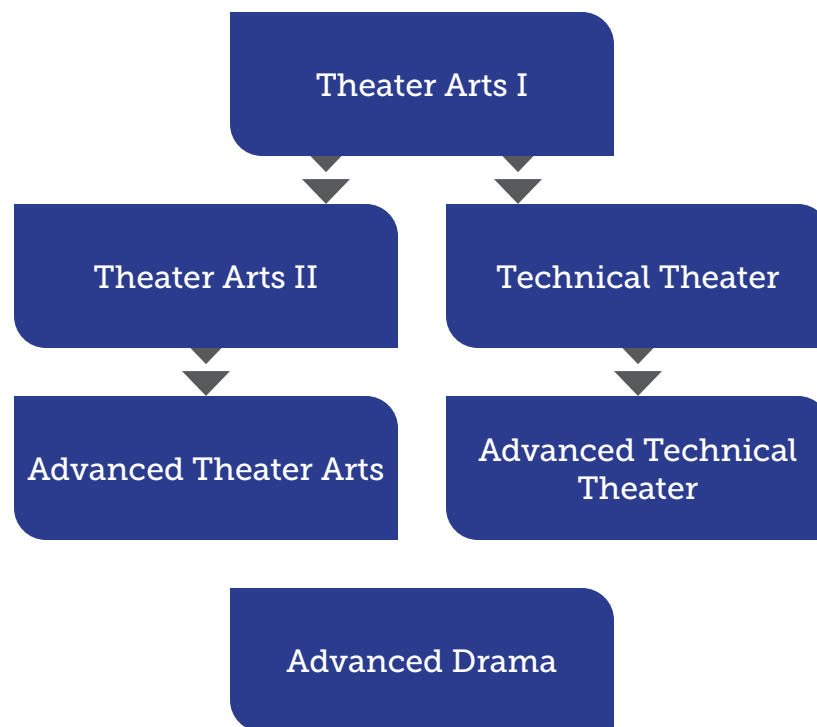 Theater Arts I
Theater Arts II
Technical Theater
Advanced Theater Arts
Advanced Technical
Theater
Advanced Drama